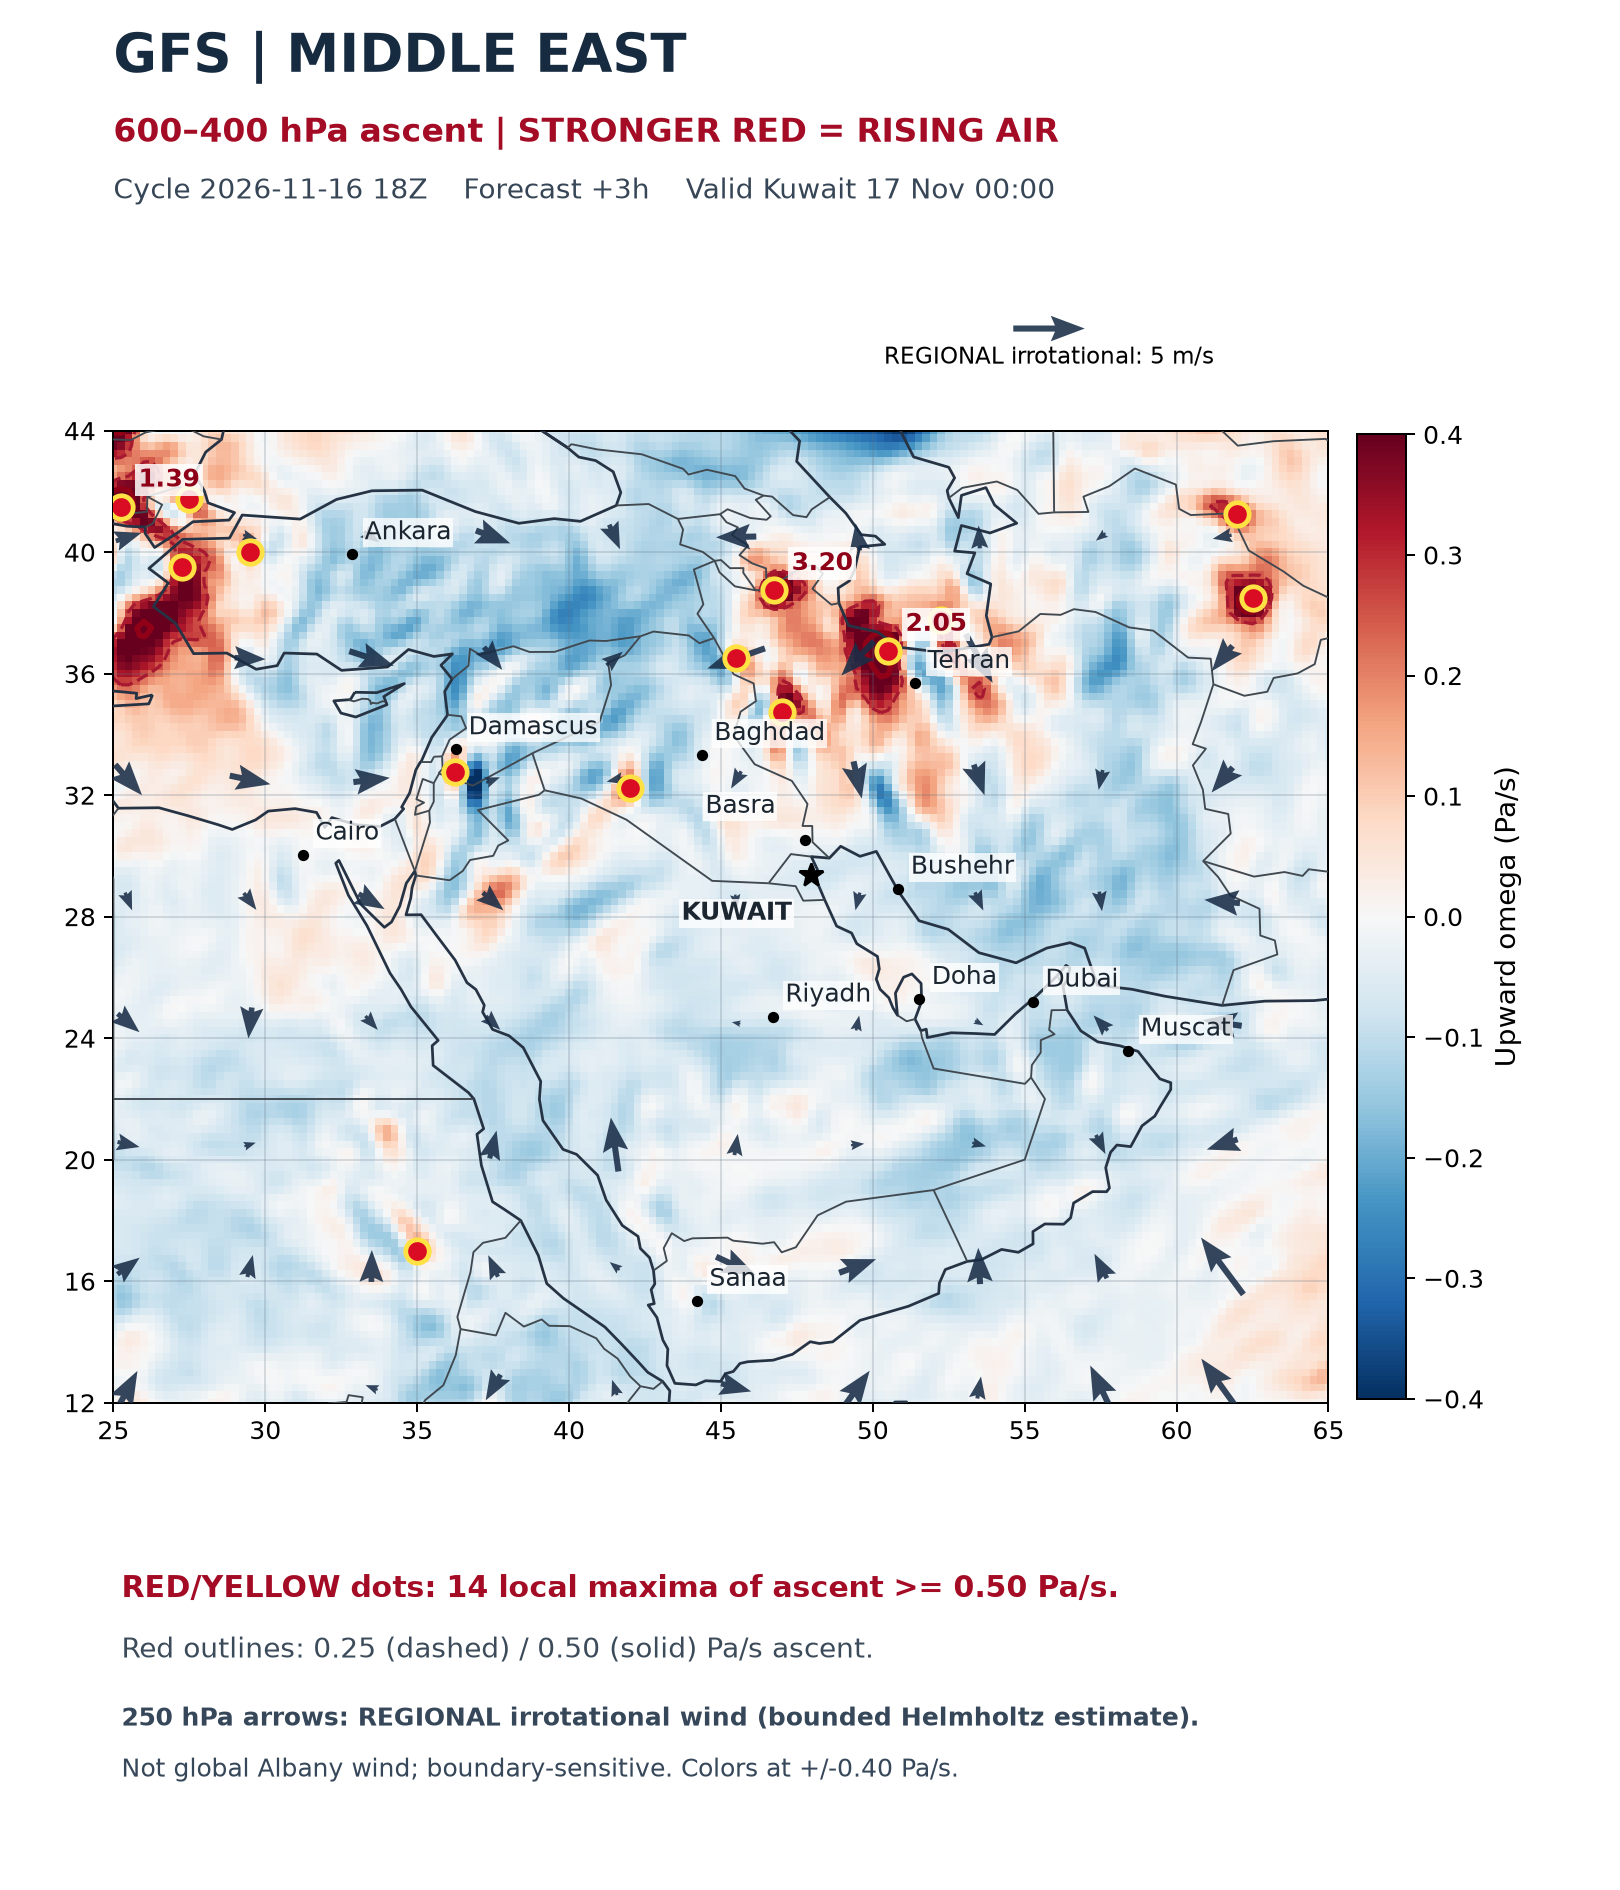 GFS | MIDDLE EAST
600–400 hPa ascent | STRONGER RED = RISING AIR
Cycle 2026-11-16 18Z    Forecast +3h    Valid Kuwait 17 Nov 00:00
REGIONAL irrotational: 5 m/s
44
40
36
32
28
24
20
16
12
25
30
35
40
45
50
55
60
65
1.39
Ankara
3.20
2.05
Tehran
Damascus
Baghdad
Basra
Cairo
Bushehr
KUWAIT
Doha
Dubai
Riyadh
Muscat
Sanaa
0.4
0.3
0.2
0.1
0.0
−0.1
−0.2
−0.3
−0.4
Upward omega (Pa/s)
RED/YELLOW dots: 14 local maxima of ascent >= 0.50 Pa/s.
Red outlines: 0.25 (dashed) / 0.50 (solid) Pa/s ascent.
250 hPa arrows: REGIONAL irrotational wind (bounded Helmholtz estimate).
Not global Albany wind; boundary-sensitive. Colors at +/-0.40 Pa/s.